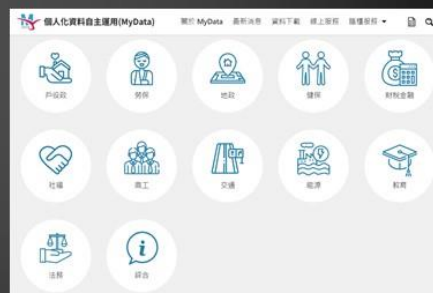 個人化資料自主運用(MyData)
關於 MyData 最新消息 資料下載 線上服務 臨櫃服務
戶役政 勞保 地政 健保 財稅金融
社福 商工 交通 能源 教育
法務 綜合